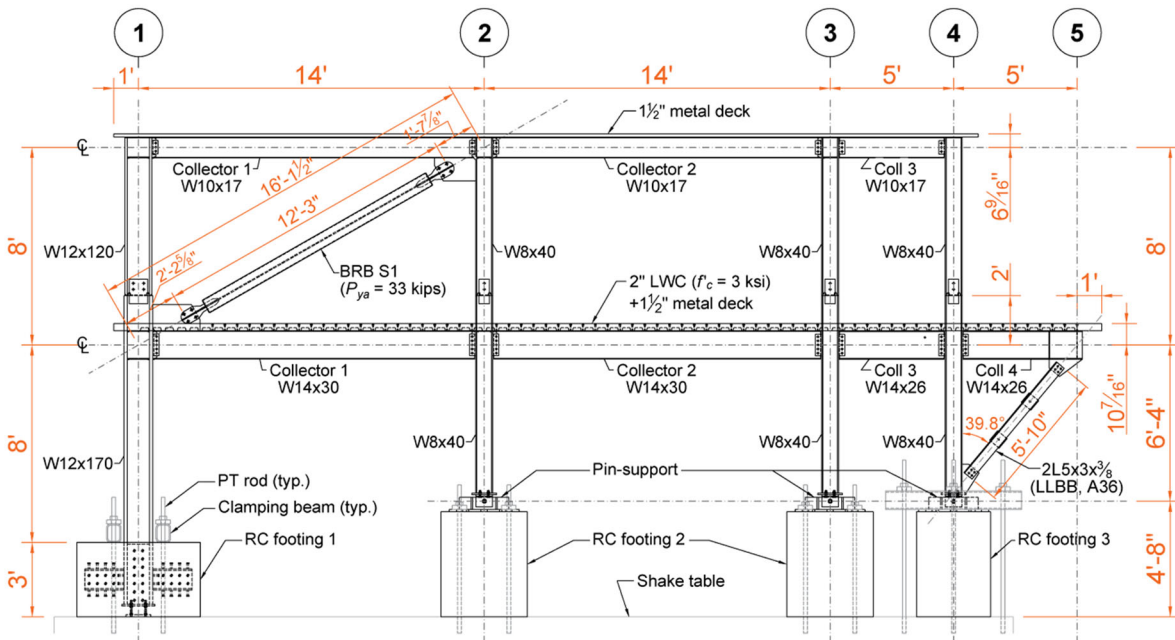 1
2
3
4
5
1'
14'
14'
5'
5'
1½" metal deck
1'-7⅞"
16'-1½"
12'-3"
2'-2⅝"
℄
Collector 1
W10x17
Collector 2
W10x17
Coll 3
W10x17
6 9⁄16"
8'
8'
W12x120
W8x40
W8x40
W8x40
BRB S1
(Pya = 33 kips)
2" LWC (f'c = 3 ksi)
+1½" metal deck
2'
1'
℄
Collector 1
W14x30
Collector 2
W14x30
Coll 3
W14x26
Coll 4
W14x26
10 7⁄16"
8'
6'-4"
W12x170
W8x40
W8x40
W8x40
39.8°
5'-10"
2L5x3x⅜
(LLBB, A36)
PT rod (typ.)
Clamping beam (typ.)
Pin-support
RC footing 1
RC footing 2
RC footing 3
Shake table
3'
4'-8"